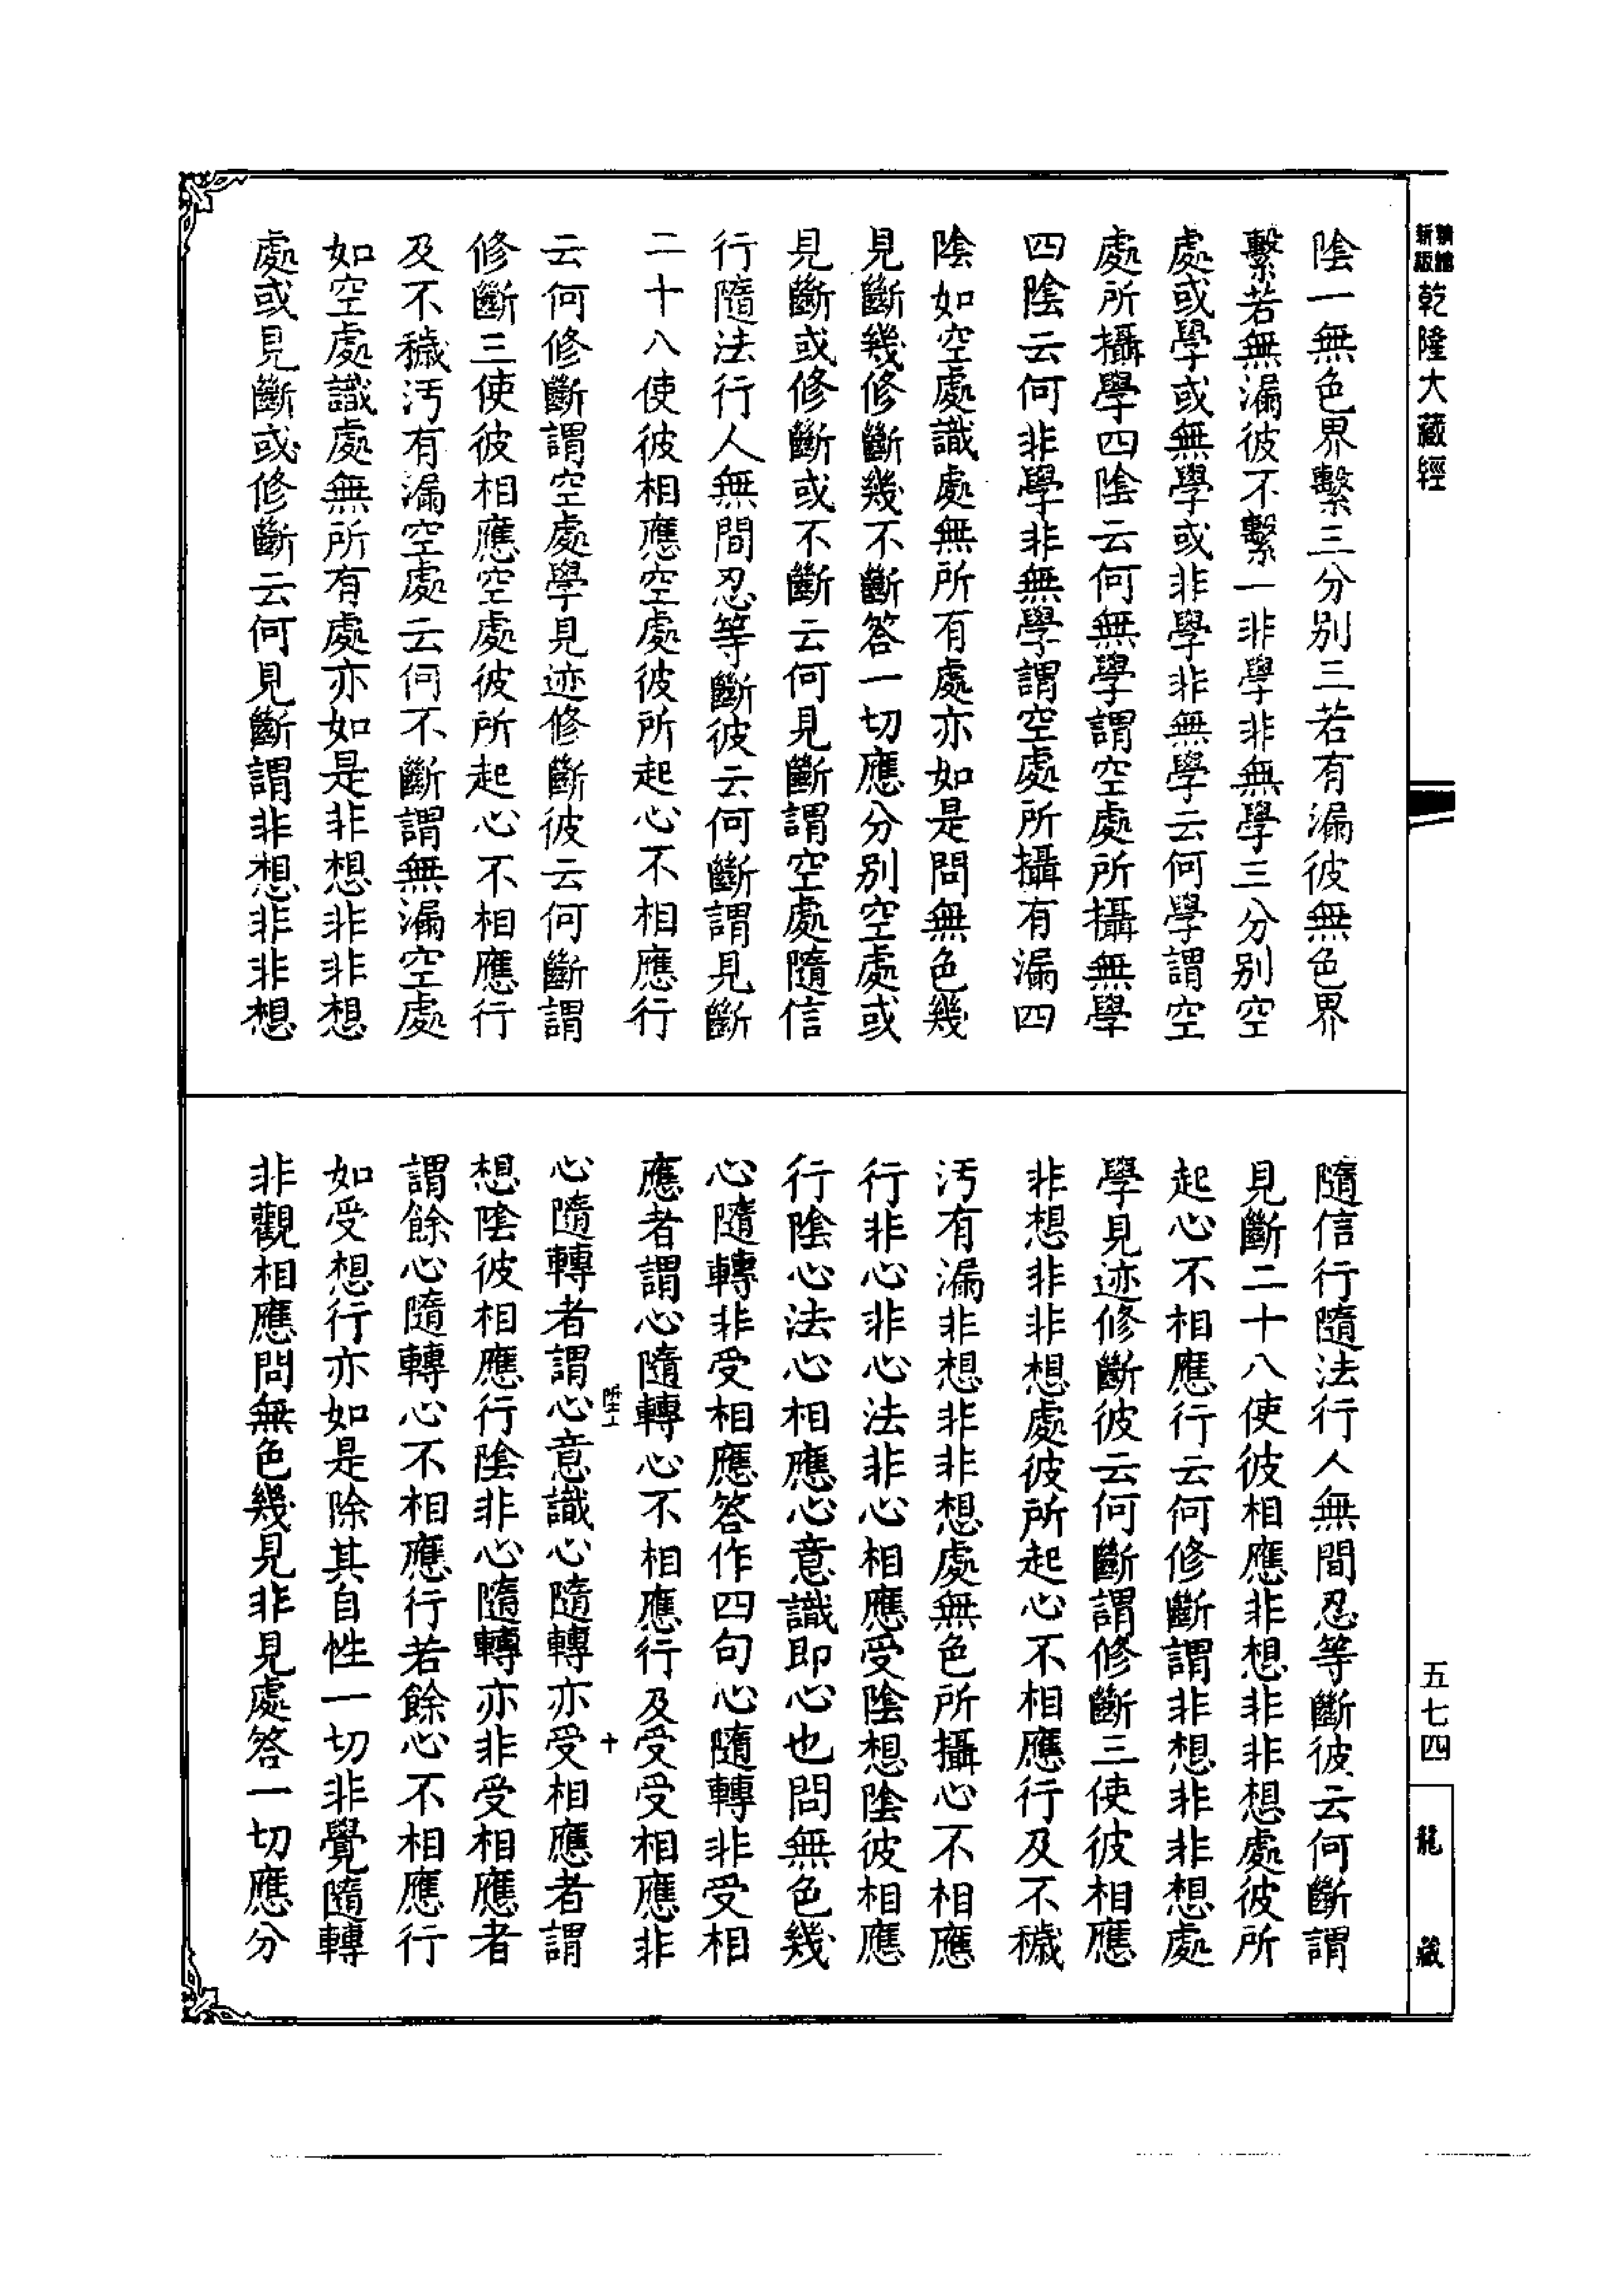 新編
新版
乾隆大藏經
陰一無色界繫三分別三若有漏彼無色界
繫若無漏彼不繫一非學非無學三分別空
處或學或無學或非學非無學云何學謂空
處所攝學四陰云何無學謂空處所攝無學
四陰云何非學非無學謂空處所攝有漏四
陰如空處識處無所有處亦如是問無色幾
見斷幾修斷幾不斷答一切應分別空處或
見斷或修斷或不斷云何見斷謂空處隨信
行隨法行人無間忍等斷彼云何斷謂見斷
二十八使彼相應空處彼所起心不相應行
云何修斷謂空處學見迹修斷彼云何斷謂
修斷三使彼相應空處彼所起心不相應行
及不穢汚有漏空處云何不斷謂無漏空處
如空處識處無所有處亦如是非想非非想
處或見斷或修斷云何見斷謂非想非非想
隨信行隨法行人無間忍等斷彼云何斷謂
見斷二十八使彼相應非想非非想處彼所
起心不相應行云何修斷謂非想非非想處
學見迹修斷彼云何斷謂修斷三使彼相應
非想非非想處彼所起心不相應行及不穢
汚有漏非想非非想處無色所攝心不相應
行非心非心法非心相應受陰想陰彼相應
行陰心法心相應心意識即心也問無色幾
心隨轉非受相應答作四句心隨轉非受相
應者謂心隨轉心不相應行及受受相應非
心隨轉者謂心意識心隨轉亦受相應者謂
想陰彼相應行陰非心隨轉亦非受相應者
謂餘心隨轉心不相應行若餘心不相應行
如受想行亦如是除其自性一切非覺隨轉
非觀相應問無色幾見非見處答一切應分
十
五七四
龍藏